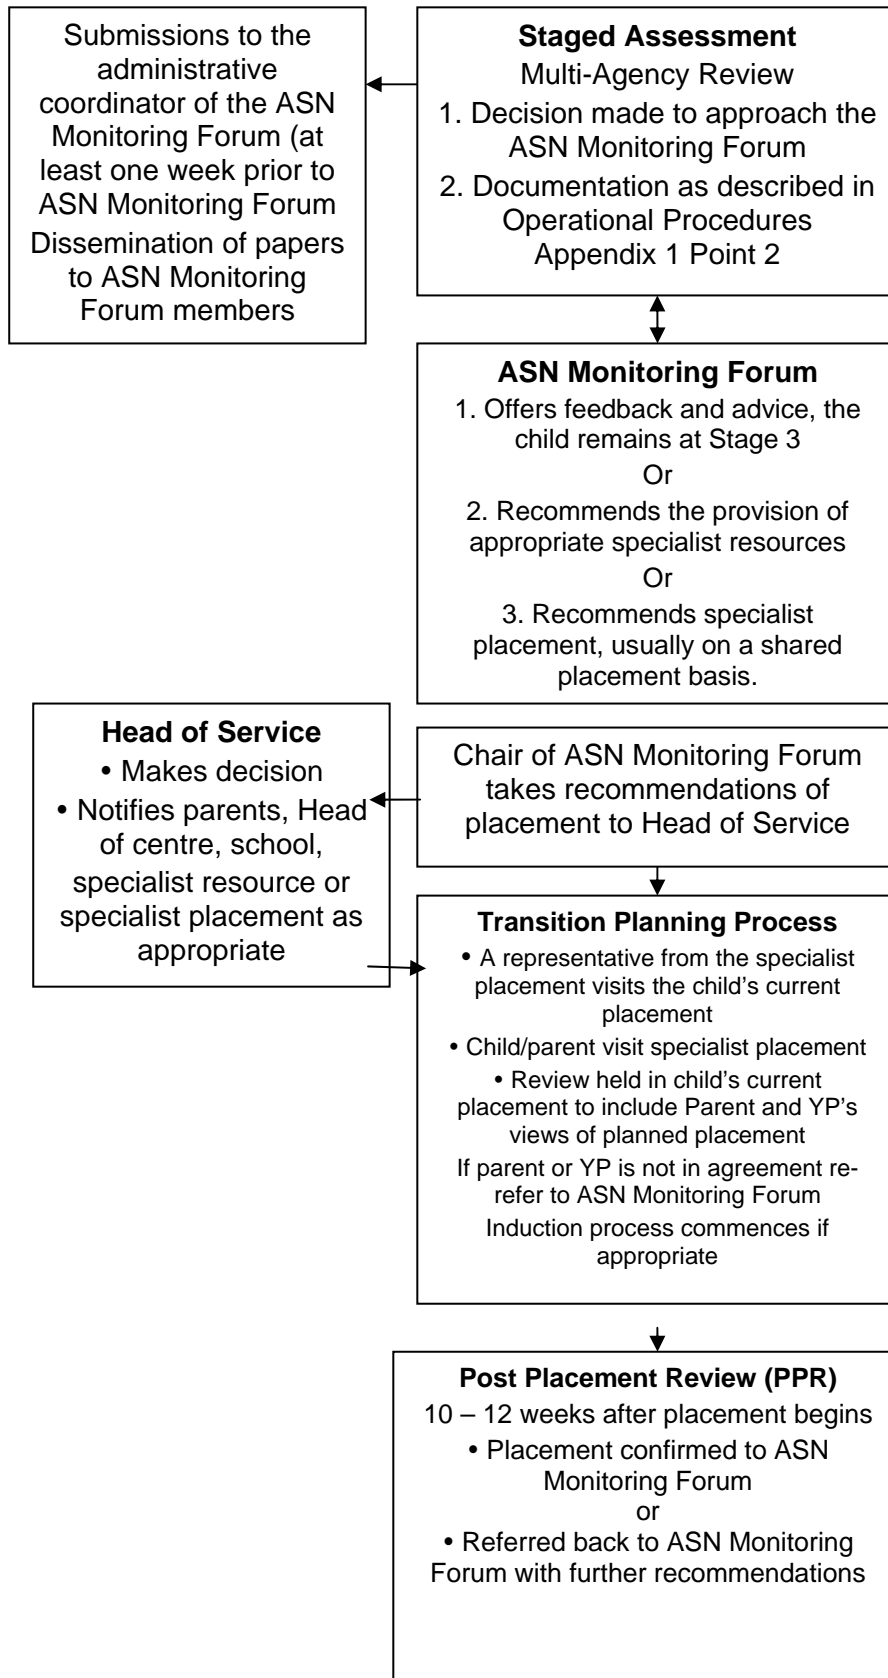 Submissions to the
administrative
coordinator of the ASN
Monitoring Forum (at
least one week prior to
ASN Monitoring Forum
Dissemination of papers
to ASN Monitoring
Forum members
Staged Assessment
Multi-Agency Review
1. Decision made to approach the
ASN Monitoring Forum
2. Documentation as described in
Operational Procedures
Appendix 1 Point 2
ASN Monitoring Forum
1. Offers feedback and advice, the
child remains at Stage 3
Or
2. Recommends the provision of
appropriate specialist resources
Or
3. Recommends specialist
placement, usually on a shared
placement basis.
Head of Service
• Makes decision
• Notifies parents, Head
of centre, school,
specialist resource or
specialist placement as
appropriate
Chair of ASN Monitoring Forum
takes recommendations of
placement to Head of Service
Transition Planning Process
• A representative from the specialist
placement visits the child’s current
placement
• Child/parent visit specialist placement
• Review held in child’s current
placement to include Parent and YP’s
views of planned placement
If parent or YP is not in agreement re-
refer to ASN Monitoring Forum
Induction process commences if
appropriate
Post Placement Review (PPR)
10 – 12 weeks after placement begins
• Placement confirmed to ASN
Monitoring Forum
or
• Referred back to ASN Monitoring
Forum with further recommendations